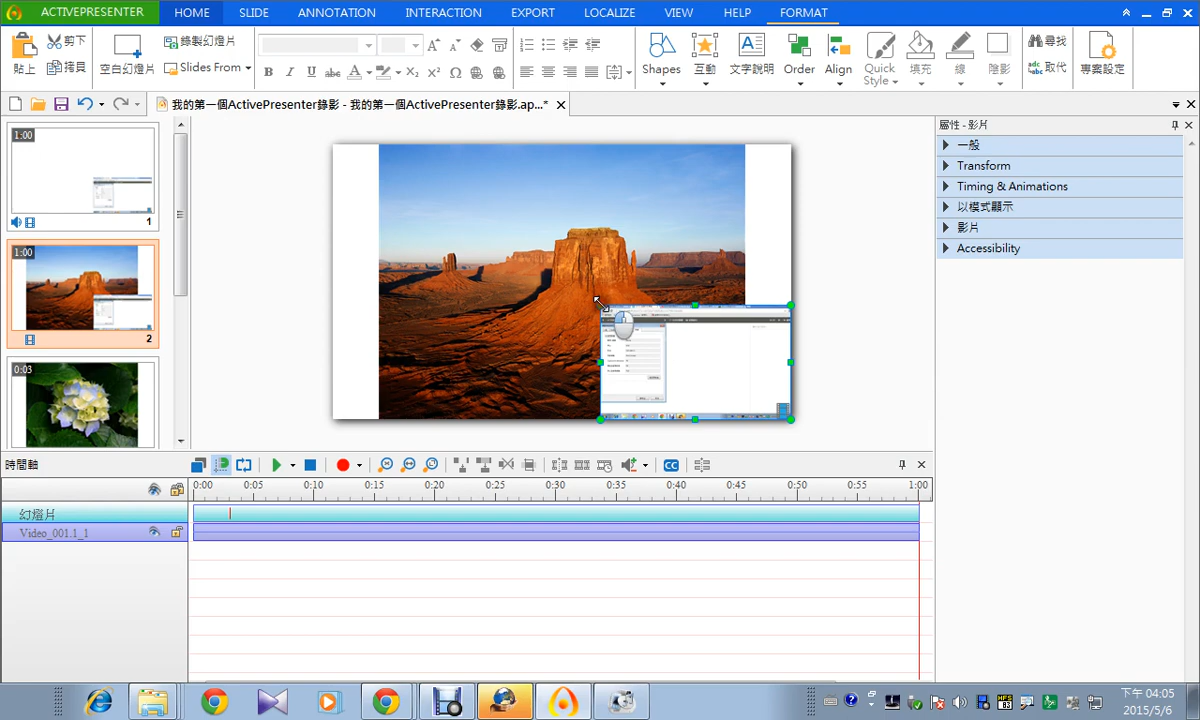 ACTIVEPRESENTER HOME SLIDE ANNOTATION INTERACTION EXPORT LOCALIZE VIEW HELP FORMAT
貼上 剪下 拷貝
空白幻燈片 錄製幻燈片 Slides From
B I U abc A X₂ X² Ω
Shapes 互動 文字說明 Order Align Quick Style 填充 線 陰影
尋找 取代 專案設定
我的第一個ActivePresenter錄影 - 我的第一個ActivePresenter錄影.ap...*
1:00
1
1:00
2
0:03
屬性 - 影片
一般
Transform
Timing & Animations
以模式顯示
影片
Accessibility
時間軸
CC
0:00 0:05 0:10 0:15 0:20 0:25 0:30 0:35 0:40 0:45 0:50 0:55 1:00
幻燈片
Video_001.1_1
下午 04:05
2015/5/6